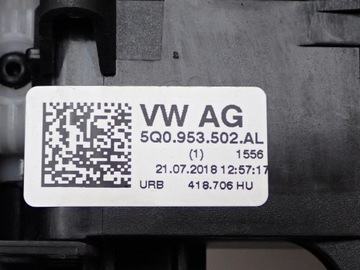 VW AG
5Q0.953.502.AL
(1) 1556
21.07.2018 12:57:17
URB 418.706 HU